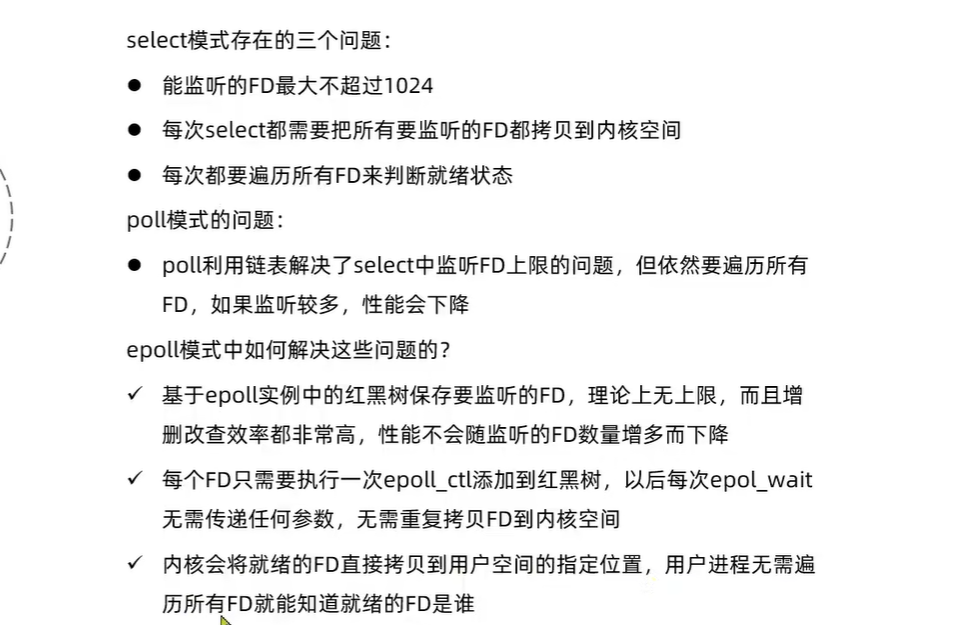 select模式存在的三个问题：
● 能监听的FD最大不超过1024
● 每次select都需要把所有要监听的FD都拷贝到内核空间
● 每次都要遍历所有FD来判断就绪状态
poll模式的问题：
● poll利用链表解决了select中监听FD上限的问题，但依然要遍历所有
FD，如果监听较多，性能会下降
epoll模式中如何解决这些问题的？
✓ 基于epoll实例中的红黑树保存要监听的FD，理论上无上限，而且增
删改查效率都非常高，性能不会随监听的FD数量增多而下降
✓ 每个FD只需要执行一次epoll_ctl添加到红黑树，以后每次epol_wait
无需传递任何参数，无需重复拷贝FD到内核空间
✓ 内核会将就绪的FD直接拷贝到用户空间的指定位置，用户进程无需遍
历所有FD就能知道就绪的FD是谁